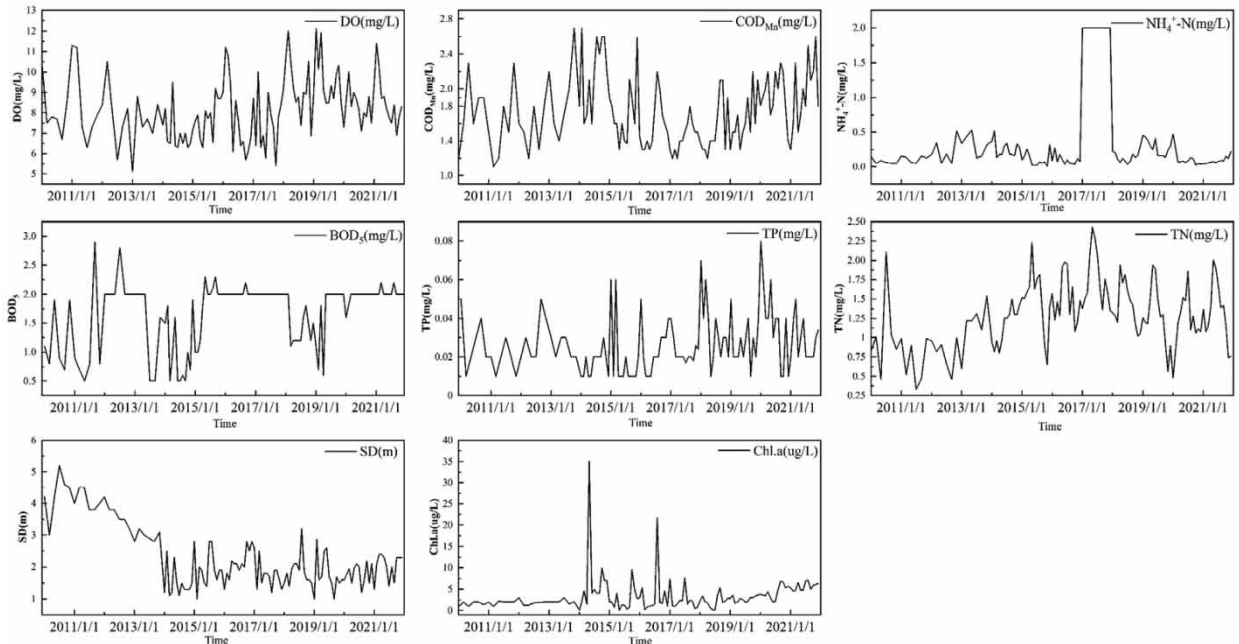 DO(mg/L)
13
12
11
10
9
8
7
6
5
DO(mg/L)
2011/1/1 2013/1/1 2015/1/1 2017/1/1 2019/1/1 2021/1/1
Time
COD_Mn(mg/L)
3.0
2.6
2.2
1.8
1.4
1.0
COD_Mn(mg/L)
2011/1/1 2013/1/1 2015/1/1 2017/1/1 2019/1/1 2021/1/1
Time
NH₄⁺-N(mg/L)
2.0
1.5
1.0
0.5
0.0
NH₄⁺-N(mg/L)
2011/1/1 2013/1/1 2015/1/1 2017/1/1 2019/1/1 2021/1/1
Time
BOD₅(mg/L)
3.0
2.5
2.0
1.5
1.0
0.5
BOD₅
2011/1/1 2013/1/1 2015/1/1 2017/1/1 2019/1/1 2021/1/1
Time
TP(mg/L)
0.08
0.06
0.04
0.02
0.00
TP(mg/L)
2011/1/1 2013/1/1 2015/1/1 2017/1/1 2019/1/1 2021/1/1
Time
TN(mg/L)
2.50
2.25
2.00
1.75
1.50
1.25
1.00
0.75
0.50
0.25
TN(mg/L)
2011/1/1 2013/1/1 2015/1/1 2017/1/1 2019/1/1 2021/1/1
Time
SD(m)
6
5
4
3
2
1
SD(m)
2011/1/1 2013/1/1 2015/1/1 2017/1/1 2019/1/1 2021/1/1
Time
Chl.a(ug/L)
40
35
30
25
20
15
10
5
0
Chl.a(ug/L)
2011/1/1 2013/1/1 2015/1/1 2017/1/1 2019/1/1 2021/1/1
Time